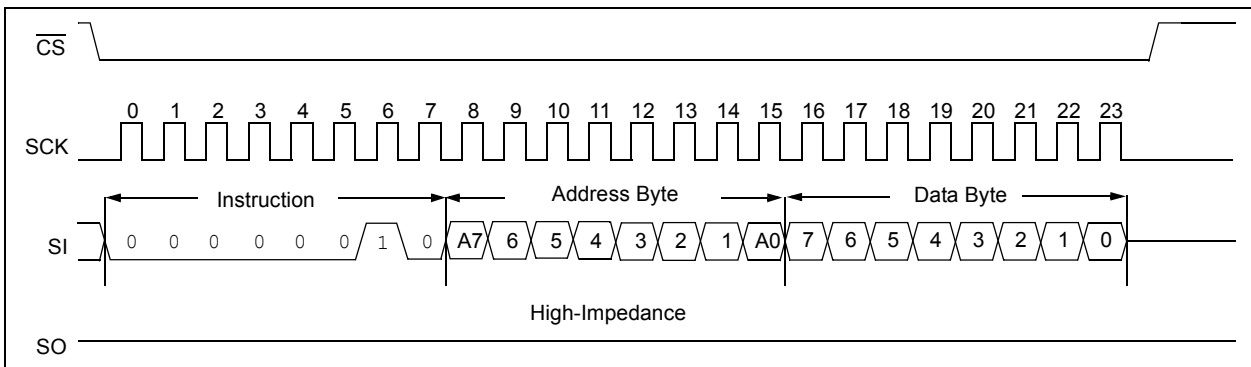 CS
0 1 2 3 4 5 6 7 8 9 10 11 12 13 14 15 16 17 18 19 20 21 22 23
SCK
Instruction Address Byte Data Byte
SI 0 0 0 0 0 0 1 0 A7 6 5 4 3 2 1 A0 7 6 5 4 3 2 1 0
High-Impedance
SO